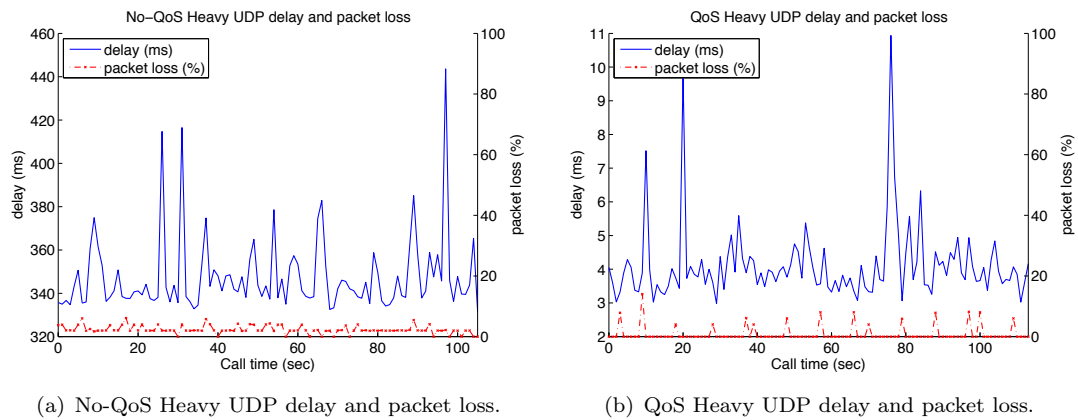 No-QoS Heavy UDP delay and packet loss
460
440
420
400
380
360
340
320
delay (ms)
delay (ms)
packet loss (%)
100
80
60
40
20
0
packet loss (%)
0 20 40 60 80 100
Call time (sec)
(a) No-QoS Heavy UDP delay and packet loss.
QoS Heavy UDP delay and packet loss
11
10
9
8
7
6
5
4
3
2
delay (ms)
delay (ms)
packet loss (%)
100
80
60
40
20
0
packet loss (%)
0 20 40 60 80 100
Call time (sec)
(b) QoS Heavy UDP delay and packet loss.